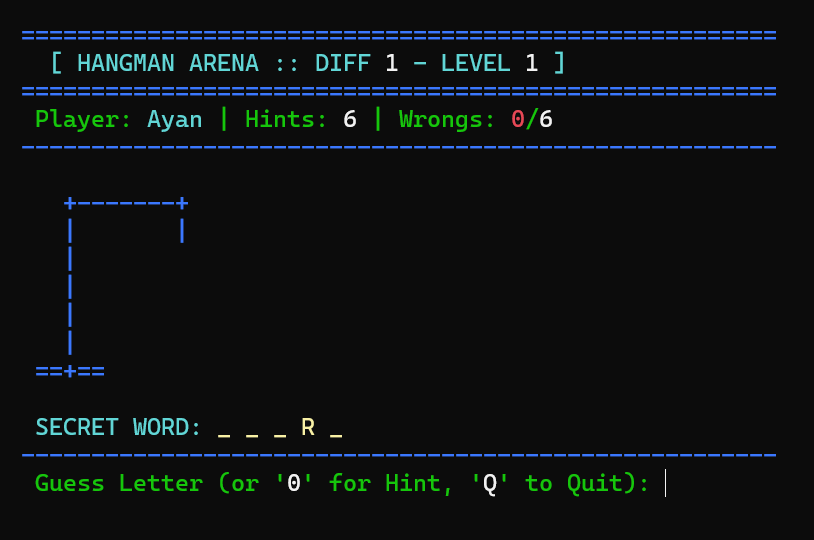 ======================================================
[ HANGMAN ARENA :: DIFF 1 - LEVEL 1 ]
======================================================
Player: Ayan | Hints: 6 | Wrongs: 0/6
------------------------------------------------------
+-------+
|       |
|
|
|
|
==+==
SECRET WORD: _ _ _ R _
------------------------------------------------------
Guess Letter (or '0' for Hint, 'Q' to Quit):